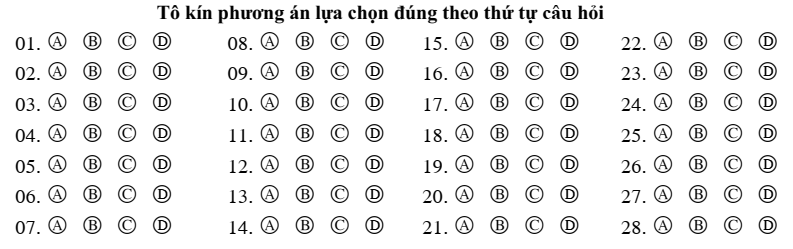 Tô kín phương án lựa chọn đúng theo thứ tự câu hỏi
01. Ⓐ Ⓑ Ⓒ Ⓓ 08. Ⓐ Ⓑ Ⓒ Ⓓ 15. Ⓐ Ⓑ Ⓒ Ⓓ 22. Ⓐ Ⓑ Ⓒ Ⓓ
02. Ⓐ Ⓑ Ⓒ Ⓓ 09. Ⓐ Ⓑ Ⓒ Ⓓ 16. Ⓐ Ⓑ Ⓒ Ⓓ 23. Ⓐ Ⓑ Ⓒ Ⓓ
03. Ⓐ Ⓑ Ⓒ Ⓓ 10. Ⓐ Ⓑ Ⓒ Ⓓ 17. Ⓐ Ⓑ Ⓒ Ⓓ 24. Ⓐ Ⓑ Ⓒ Ⓓ
04. Ⓐ Ⓑ Ⓒ Ⓓ 11. Ⓐ Ⓑ Ⓒ Ⓓ 18. Ⓐ Ⓑ Ⓒ Ⓓ 25. Ⓐ Ⓑ Ⓒ Ⓓ
05. Ⓐ Ⓑ Ⓒ Ⓓ 12. Ⓐ Ⓑ Ⓒ Ⓓ 19. Ⓐ Ⓑ Ⓒ Ⓓ 26. Ⓐ Ⓑ Ⓒ Ⓓ
06. Ⓐ Ⓑ Ⓒ Ⓓ 13. Ⓐ Ⓑ Ⓒ Ⓓ 20. Ⓐ Ⓑ Ⓒ Ⓓ 27. Ⓐ Ⓑ Ⓒ Ⓓ
07. Ⓐ Ⓑ Ⓒ Ⓓ 14. Ⓐ Ⓑ Ⓒ Ⓓ 21. Ⓐ Ⓑ Ⓒ Ⓓ 28. Ⓐ Ⓑ Ⓒ Ⓓ